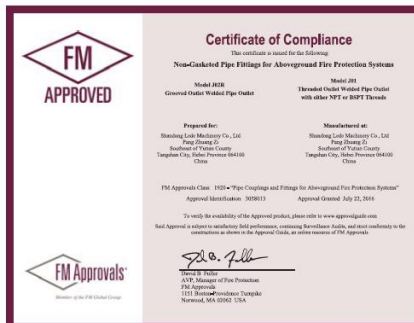 FM
APPROVED
Certificate of Compliance
This certificate is issued for the following:
Non-Gasketed Pipe Fittings for Aboveground Fire Protection Systems
Model J02R
Grooved Outlet Welded Pipe Outlet
Model J01
Threaded Outlet Welded Pipe Outlet
with either NPT or BSPT Threads
Prepared for:
Shandong Lede Machinery Co., Ltd
Pang Zhuang Zi
Southeast of Yutian County
Tangshan City, Hebei Province 064100
China
Manufactured at:
Shandong Lede Machinery Co., Ltd
Pang Zhuang Zi
Southeast of Yutian County
Tangshan City, Hebei Province 064100
China
FM Approvals Class: 1920 - "Pipe Couplings and Fittings for Aboveground Fire Protection Systems"
Approval Identification: 3058013
Approval Granted: July 22, 2016
To verify the availability of the Approved product, please refer to www.approvalguide.com
Said Approval is subject to satisfactory field performance, continuing Surveillance Audits, and strict conformity to the
constructions as shown in the Approval Guide, an online resource of FM Approvals.
David B. Fuller
AVP, Manager of Fire Protection
FM Approvals
1151 Boston-Providence Turnpike
Norwood, MA 02062 USA
FM Approvals
Member of the FM Global Group